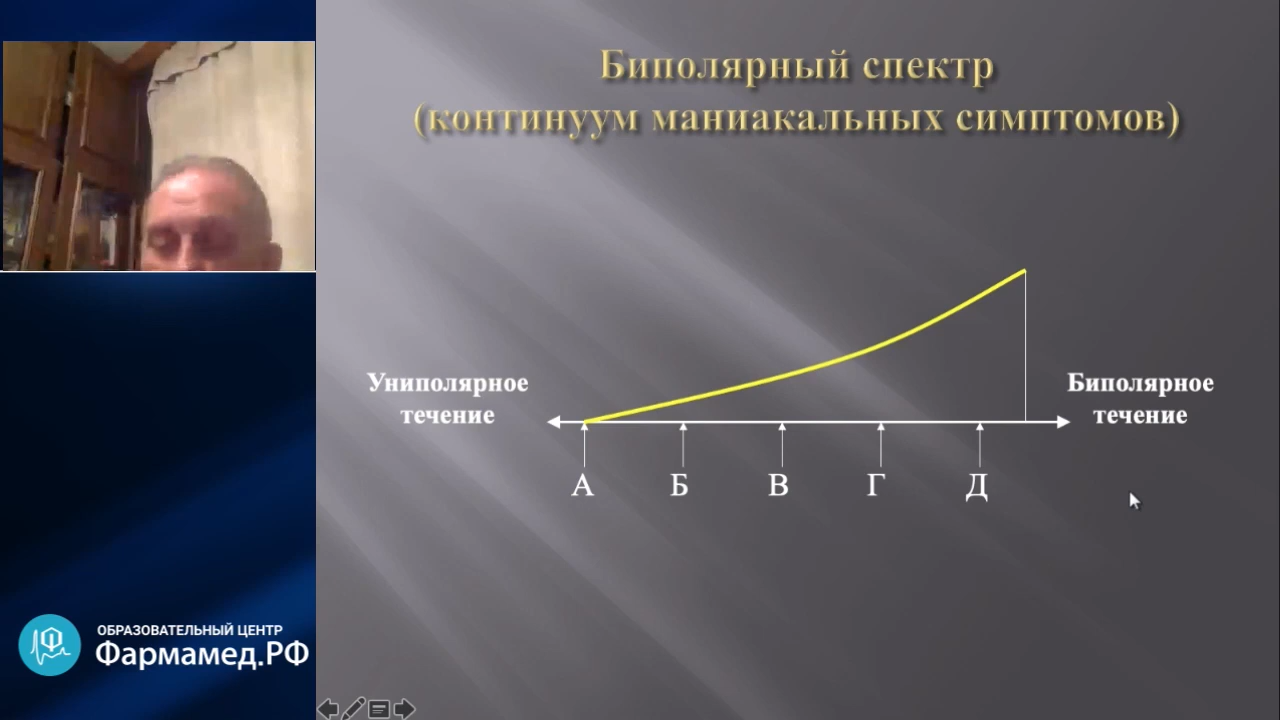 Биполярный спектр
(континуум маниакальных симптомов)
Униполярное
течение
Биполярное
течение
А Б В Г Д
ОБРАЗОВАТЕЛЬНЫЙ ЦЕНТР
Фармамед.РФ